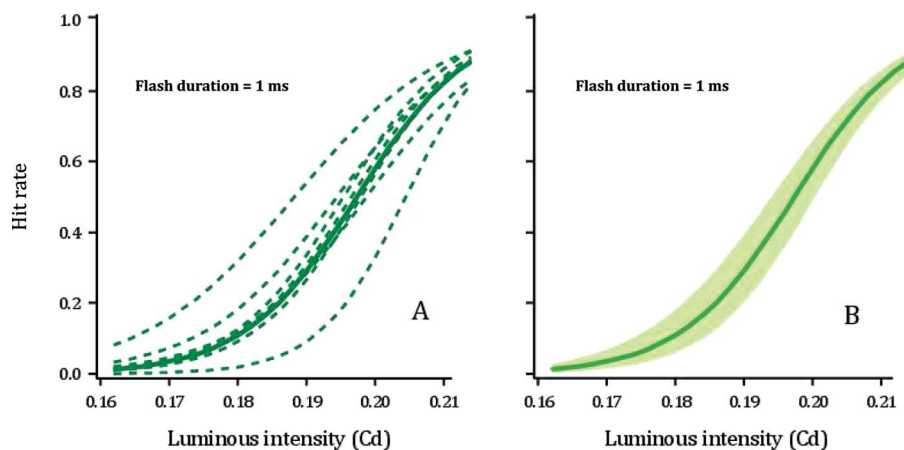 1.0
Flash duration = 1 ms
Flash duration = 1 ms
0.8
0.6
Hit rate
0.4
0.2
A
B
0.0
0.16 0.17 0.18 0.19 0.20 0.21
0.16 0.17 0.18 0.19 0.20 0.21
Luminous intensity (Cd)
Luminous intensity (Cd)